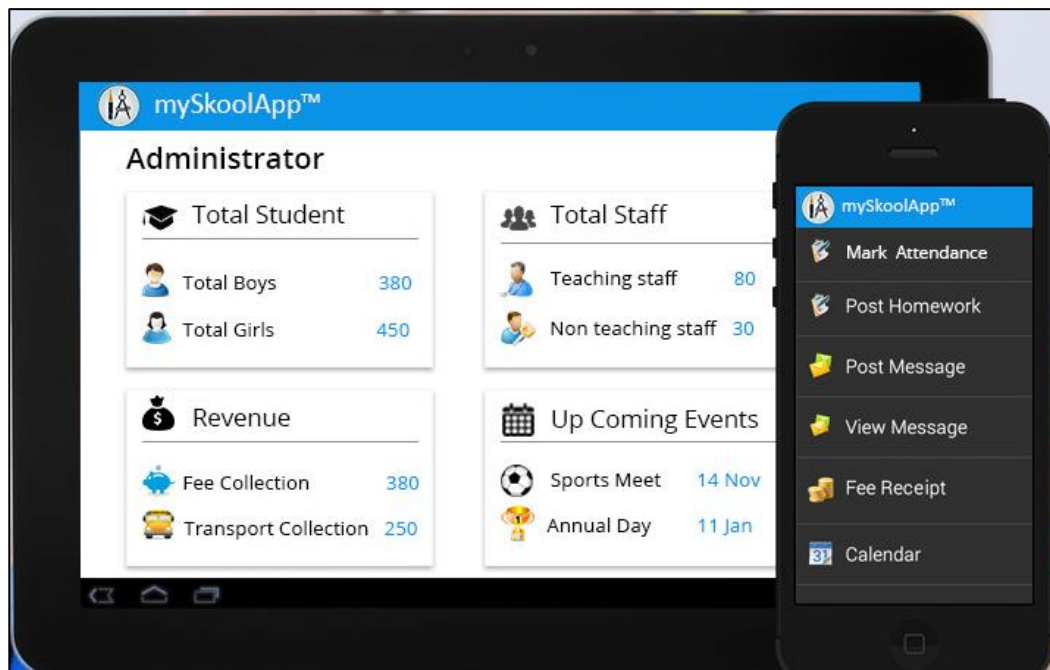 mySkoolApp™
Administrator
Total Student
Total Boys 380
Total Girls 450
Total Staff
Teaching staff 80
Non teaching staff 30
Revenue
$
Fee Collection 380
Transport Collection 250
Up Coming Events
Sports Meet 14 Nov
1
Annual Day 11 Jan
mySkoolApp™
Mark Attendance
Post Homework
Post Message
View Message
Fee Receipt
31
Calendar